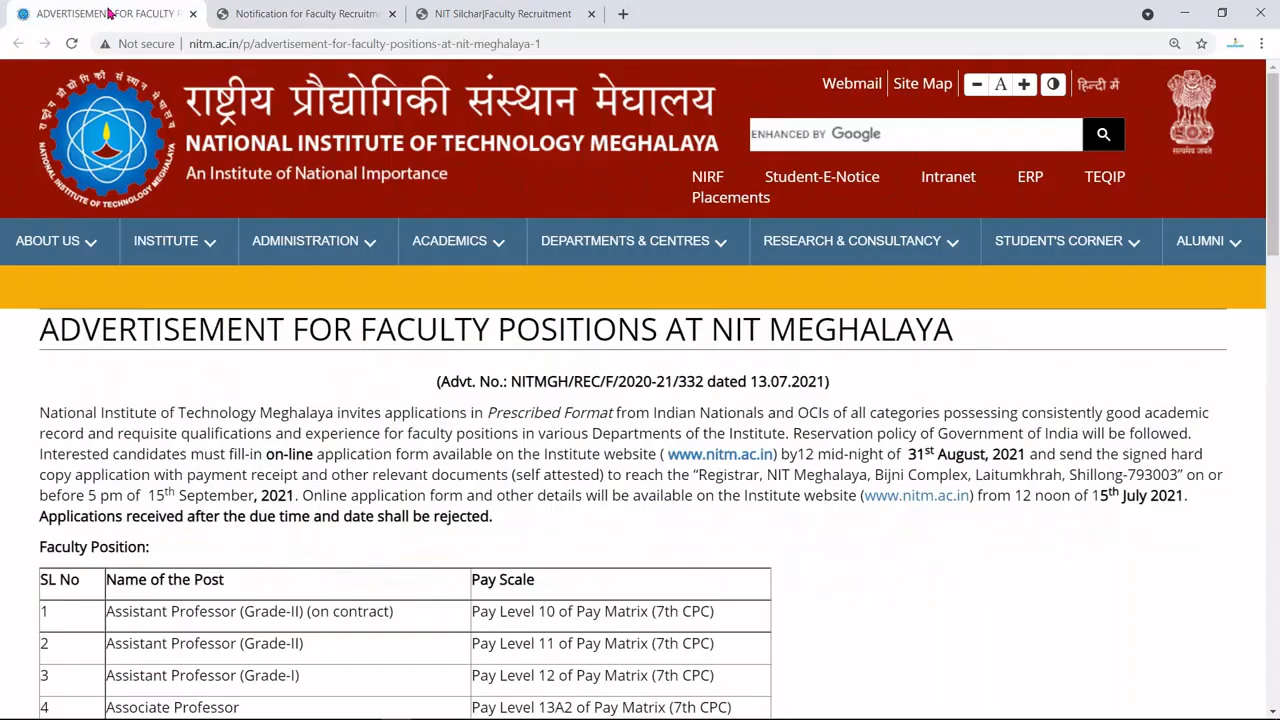 ADVERTISEMENT FOR FACULTY P
Notification for Faculty Recruitm
NIT Silchar|Faculty Recruitment
Not secure
nitm.ac.in/p/advertisement-for-faculty-positions-at-nit-meghalaya-1
राष्ट्रीय प्रौद्योगिकी संस्थान मेघालय
NATIONAL INSTITUTE OF TECHNOLOGY MEGHALAYA
An Institute of National Importance
राष्ट्रीय प्रौद्योगिकी संस्थान
NATIONAL INSTITUTE OF TECHNOLOGY MEGHALAYA
Webmail
Site Map
A
हिन्दी में
सत्यमेव जयते
ENHANCED BY Google
NIRF Student-E-Notice Intranet ERP TEQIP
Placements
ABOUT US INSTITUTE ADMINISTRATION ACADEMICS DEPARTMENTS & CENTRES RESEARCH & CONSULTANCY STUDENT'S CORNER ALUMNI
ADVERTISEMENT FOR FACULTY POSITIONS AT NIT MEGHALAYA
(Advt. No.: NITMGH/REC/F/2020-21/332 dated 13.07.2021)
National Institute of Technology Meghalaya invites applications in Prescribed Format from Indian Nationals and OCIs of all categories possessing consistently good academic
record and requisite qualifications and experience for faculty positions in various Departments of the Institute. Reservation policy of Government of India will be followed.
Interested candidates must fill-in on-line application form available on the Institute website ( www.nitm.ac.in) by12 mid-night of 31st August, 2021 and send the signed hard
copy application with payment receipt and other relevant documents (self attested) to reach the “Registrar, NIT Meghalaya, Bijni Complex, Laitumkhrah, Shillong-793003” on or
before 5 pm of 15th September, 2021. Online application form and other details will be available on the Institute website (www.nitm.ac.in) from 12 noon of 15th July 2021.
Applications received after the due time and date shall be rejected.
Faculty Position:
SL No Name of the Post Pay Scale
1 Assistant Professor (Grade-II) (on contract) Pay Level 10 of Pay Matrix (7th CPC)
2 Assistant Professor (Grade-II) Pay Level 11 of Pay Matrix (7th CPC)
3 Assistant Professor (Grade-I) Pay Level 12 of Pay Matrix (7th CPC)
4 Associate Professor Pay Level 13A2 of Pay Matrix (7th CPC)